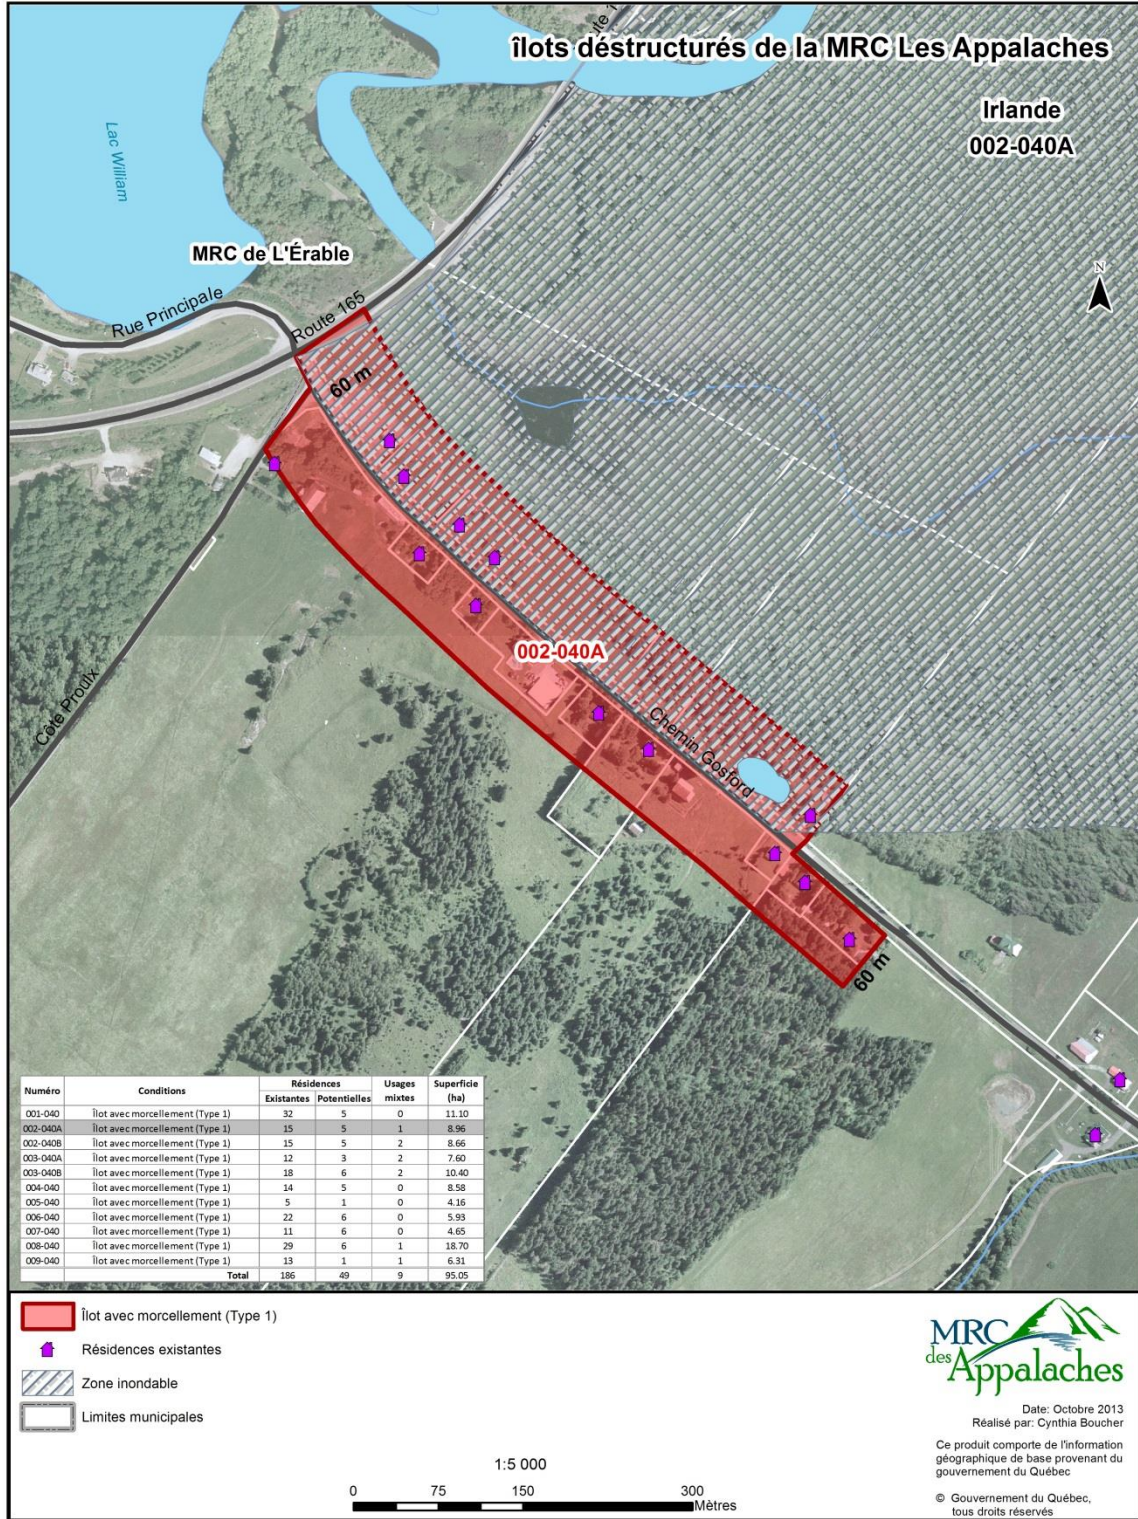 îlots déstructurés de la MRC Les Appalaches
Irlande
002-040A
Lac William
MRC de L'Érable
N
Rue Principale
Route 165
60 m
002-040A
Côte Proulx
Chemin Gosford
60 m
Numéro Conditions Résidences Usages mixtes Superficie (ha)
Existantes Potentielles
001-040 Îlot avec morcellement (Type 1) 32 5 0 11.10
002-040A Îlot avec morcellement (Type 1) 15 5 1 8.96
002-040B Îlot avec morcellement (Type 1) 15 5 2 8.66
003-040A Îlot avec morcellement (Type 1) 12 3 2 7.60
003-040B Îlot avec morcellement (Type 1) 18 6 2 10.40
004-040 Îlot avec morcellement (Type 1) 14 5 0 8.58
005-040 Îlot avec morcellement (Type 1) 5 1 0 4.16
006-040 Îlot avec morcellement (Type 1) 22 6 0 5.93
007-040 Îlot avec morcellement (Type 1) 11 6 0 4.65
008-040 Îlot avec morcellement (Type 1) 29 6 1 18.70
009-040 Îlot avec morcellement (Type 1) 13 1 1 6.31
Total 186 49 9 95.05
Îlot avec morcellement (Type 1)
Résidences existantes
Zone inondable
Limites municipales
1:5 000
0 75 150 300
Mètres
MRC
des Appalaches
Date: Octobre 2013
Réalisé par: Cynthia Boucher
Ce produit comporte de l'information
géographique de base provenant du
gouvernement du Québec
© Gouvernement du Québec,
tous droits réservés